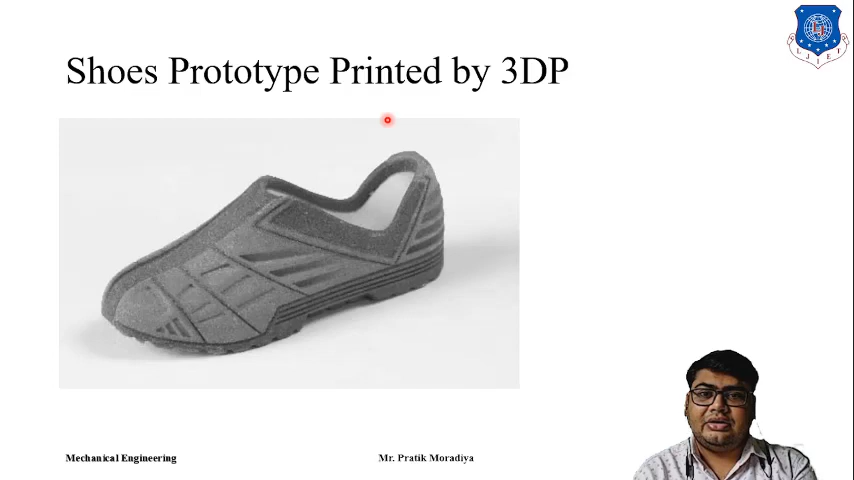 Shoes Prototype Printed by 3DP
L J I E T
Mechanical Engineering
Mr. Pratik Moradiya